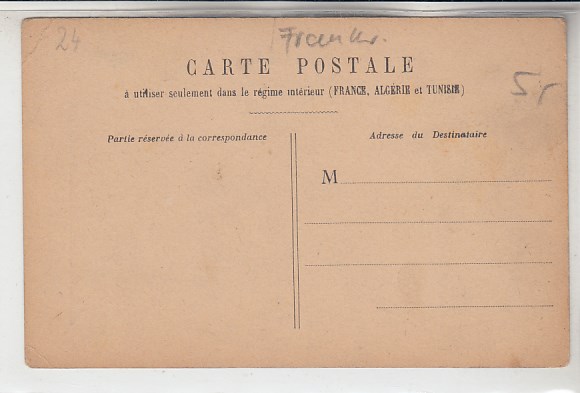 24
Frankr.
CARTE POSTALE
à utiliser seulement dans le régime intérieur (FRANCE, ALGÉRIE et TUNISIE)
5,-
Partie réservée à la correspondance
Adresse du Destinataire
M